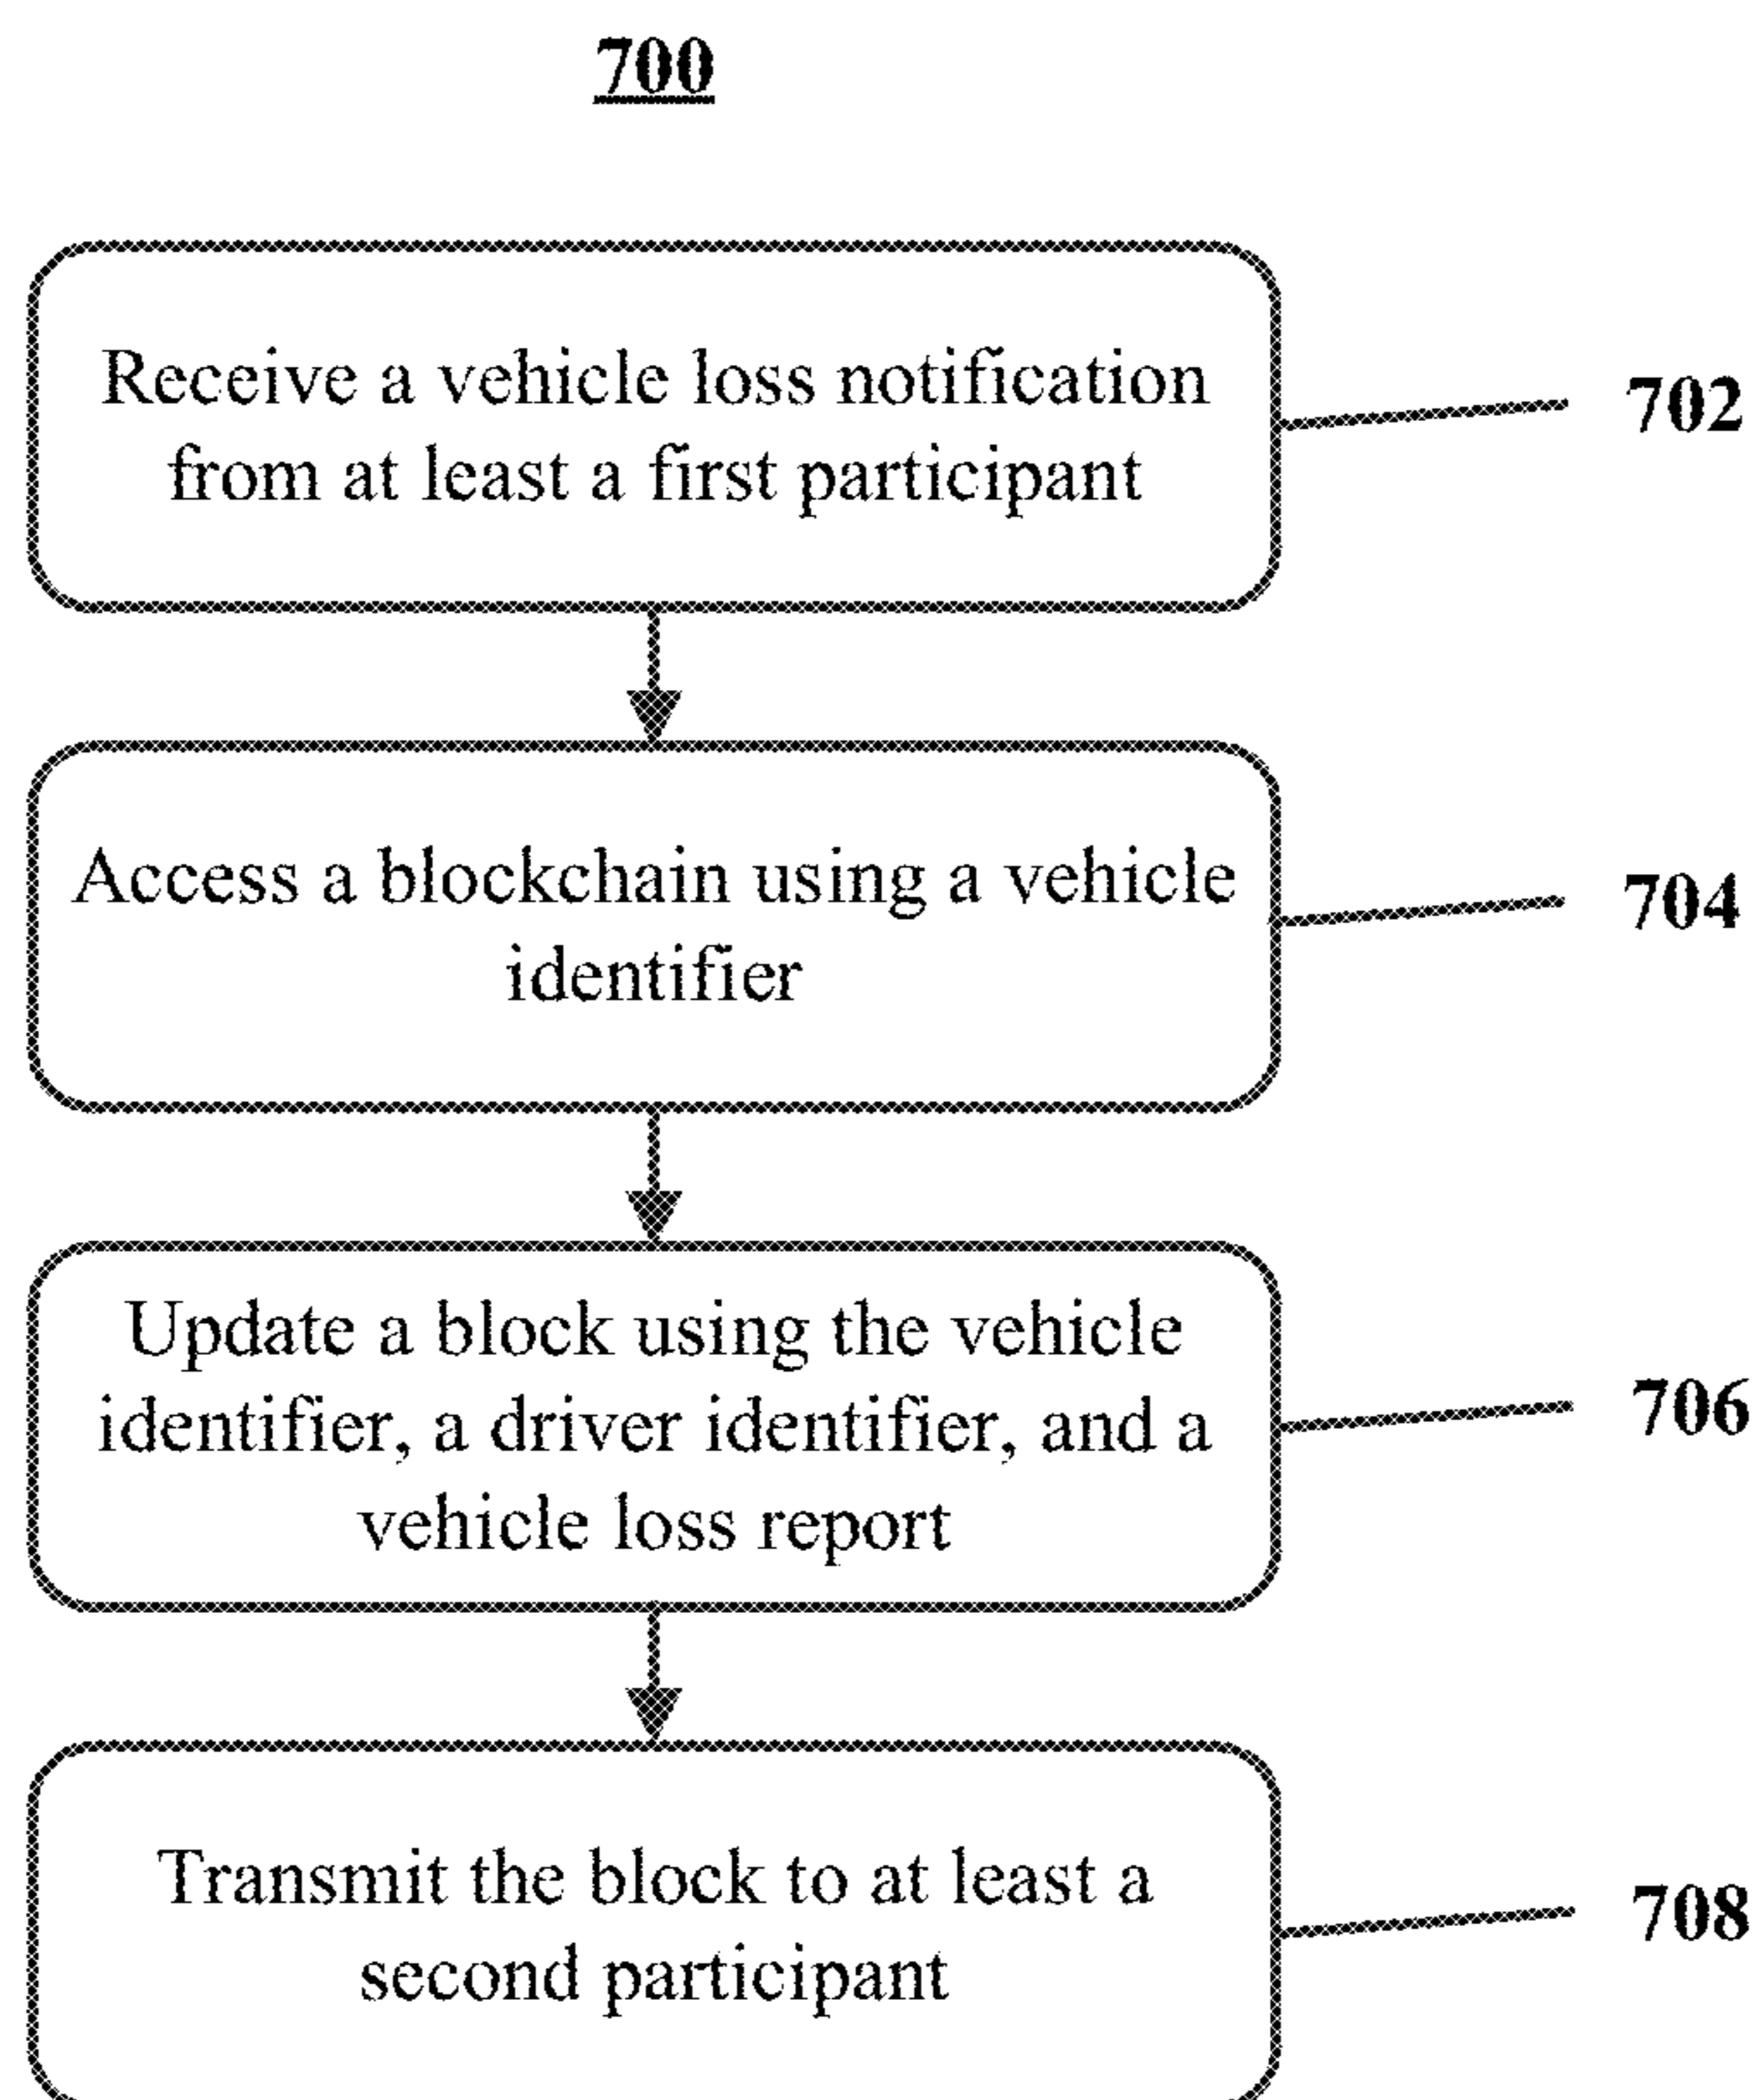 700
Receive a vehicle loss notification
from at least a first participant
702
Access a blockchain using a vehicle
identifier
704
Update a block using the vehicle
identifier, a driver identifier, and a
vehicle loss report
706
Transmit the block to at least a
second participant
708